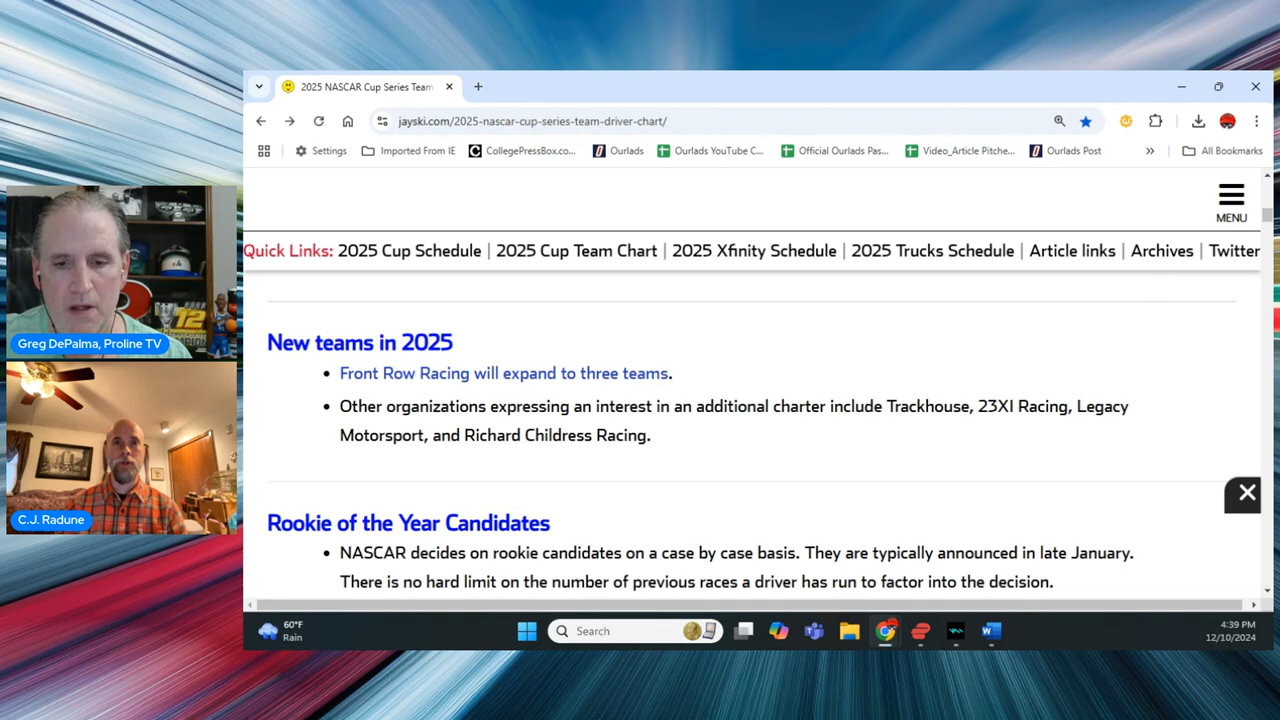 2025 NASCAR Cup Series Team
jayski.com/2025-nascar-cup-series-team-driver-chart/
Settings
Imported From IE
CollegePressBox.co...
Ourlads
Ourlads YouTube C...
Official Ourlads Pas...
Video_Article Pitche...
Ourlads Post
All Bookmarks
MENU
Quick Links: 2025 Cup Schedule | 2025 Cup Team Chart | 2025 Xfinity Schedule | 2025 Trucks Schedule | Article links | Archives | Twitter
New teams in 2025
• Front Row Racing will expand to three teams.
• Other organizations expressing an interest in an additional charter include Trackhouse, 23XI Racing, Legacy
Motorsport, and Richard Childress Racing.
Rookie of the Year Candidates
• NASCAR decides on rookie candidates on a case by case basis. They are typically announced in late January.
There is no hard limit on the number of previous races a driver has run to factor into the decision.
12
Greg DePalma, Proline TV
C.J. Radune
60°F
Rain
Search
4:39 PM
12/10/2024